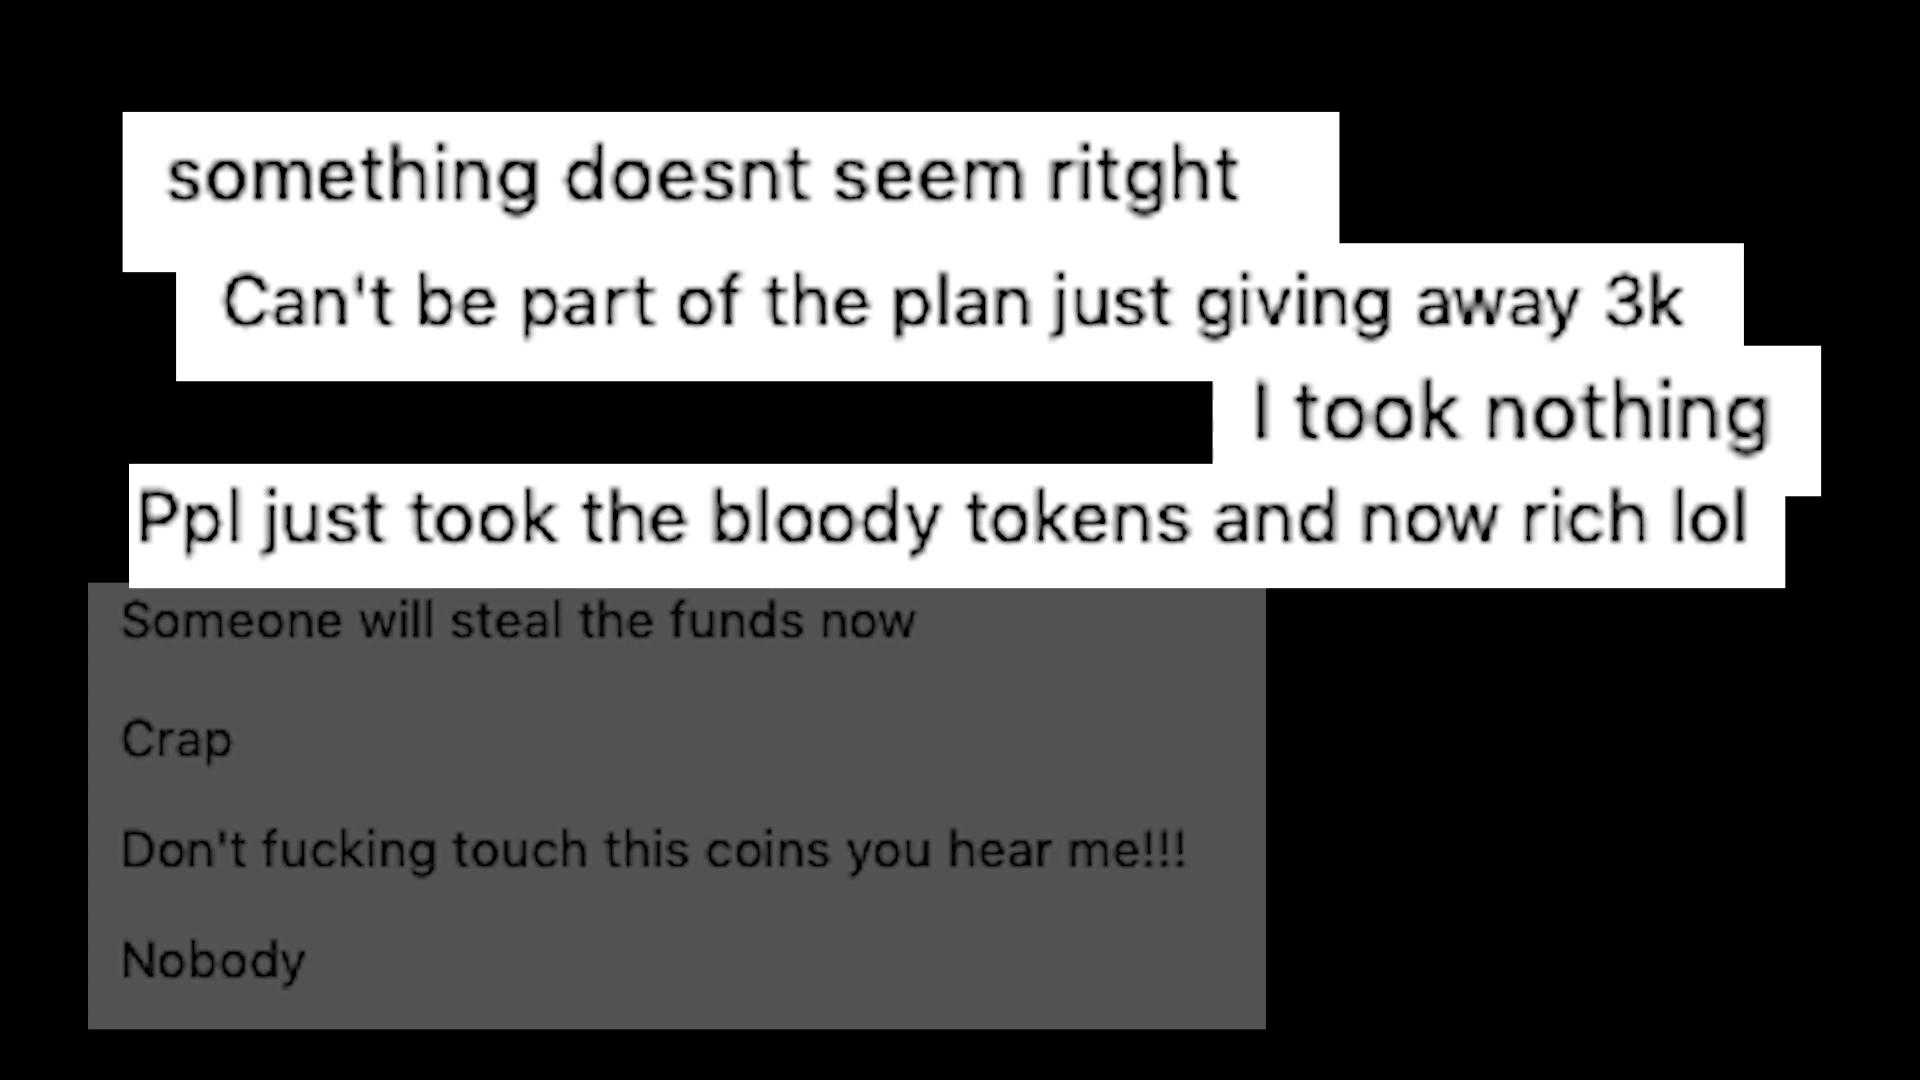 something doesnt seem ritght
Can't be part of the plan just giving away 3k
I took nothing
Ppl just took the bloody tokens and now rich lol
Someone will steal the funds now
Crap
Don't fucking touch this coins you hear me!!!
Nobody